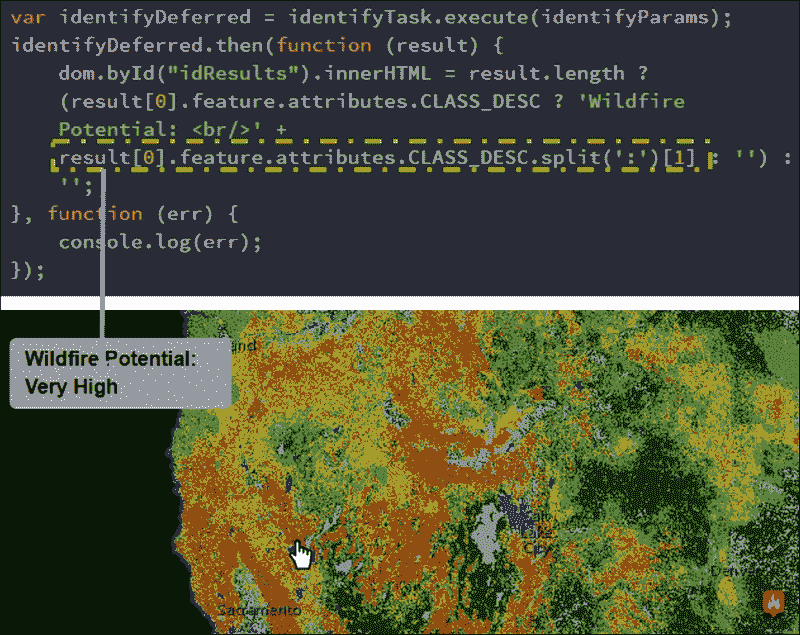 var identifyDeferred = identifyTask.execute(identifyParams);
identifyDeferred.then(function (result) {
dom.byId("idResults").innerHTML = result.length ?
(result[0].feature.attributes.CLASS_DESC ? 'Wildfire
Potential: <br/>' +
result[0].feature.attributes.CLASS_DESC.split(':')[1] : '') :
'';
}, function (err) {
console.log(err);
});
Wildfire Potential:
Very High
Lake
City
Sacramento